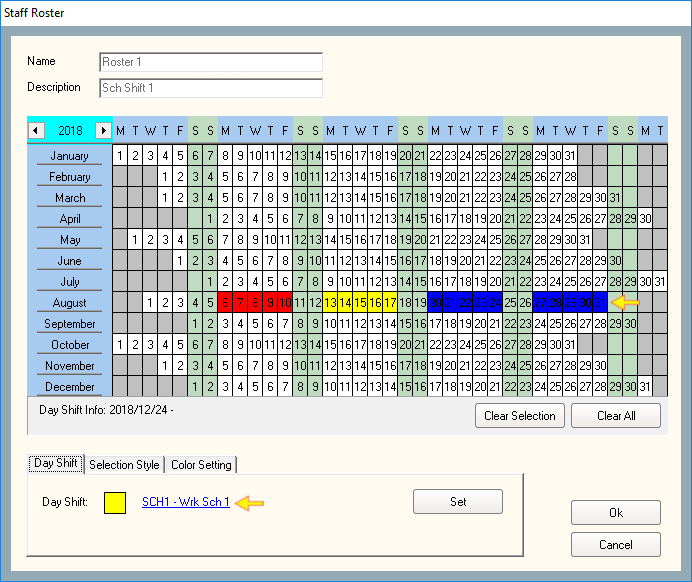 Staff Roster
Name Roster 1
Description Sch Shift 1
2018 M T W T F S S M T W T F S S M T W T F S S M T W T F S S M T W T F S S M T
January 1 2 3 4 5 6 7 8 9 10 11 12 13 14 15 16 17 18 19 20 21 22 23 24 25 26 27 28 29 30 31
February 1 2 3 4 5 6 7 8 9 10 11 12 13 14 15 16 17 18 19 20 21 22 23 24 25 26 27 28
March 1 2 3 4 5 6 7 8 9 10 11 12 13 14 15 16 17 18 19 20 21 22 23 24 25 26 27 28 29 30 31
April 1 2 3 4 5 6 7 8 9 10 11 12 13 14 15 16 17 18 19 20 21 22 23 24 25 26 27 28 29 30
May 1 2 3 4 5 6 7 8 9 10 11 12 13 14 15 16 17 18 19 20 21 22 23 24 25 26 27 28 29 30 31
June 1 2 3 4 5 6 7 8 9 10 11 12 13 14 15 16 17 18 19 20 21 22 23 24 25 26 27 28 29 30
July 1 2 3 4 5 6 7 8 9 10 11 12 13 14 15 16 17 18 19 20 21 22 23 24 25 26 27 28 29 30 31
August 1 2 3 4 5 6 7 8 9 10 11 12 13 14 15 16 17 18 19 20 21 22 23 24 25 26 27 28 29 30 31
September 1 2 3 4 5 6 7 8 9 10 11 12 13 14 15 16 17 18 19 20 21 22 23 24 25 26 27 28 29 30
October 1 2 3 4 5 6 7 8 9 10 11 12 13 14 15 16 17 18 19 20 21 22 23 24 25 26 27 28 29 30 31
November 1 2 3 4 5 6 7 8 9 10 11 12 13 14 15 16 17 18 19 20 21 22 23 24 25 26 27 28 29 30
December 1 2 3 4 5 6 7 8 9 10 11 12 13 14 15 16 17 18 19 20 21 22 23 24 25 26 27 28 29 30 31
Day Shift Info: 2018/12/24 -
Clear Selection Clear All
Day Shift Selection Style Color Setting
Day Shift: SCH1 - Wrk Sch 1 Set
Ok
Cancel